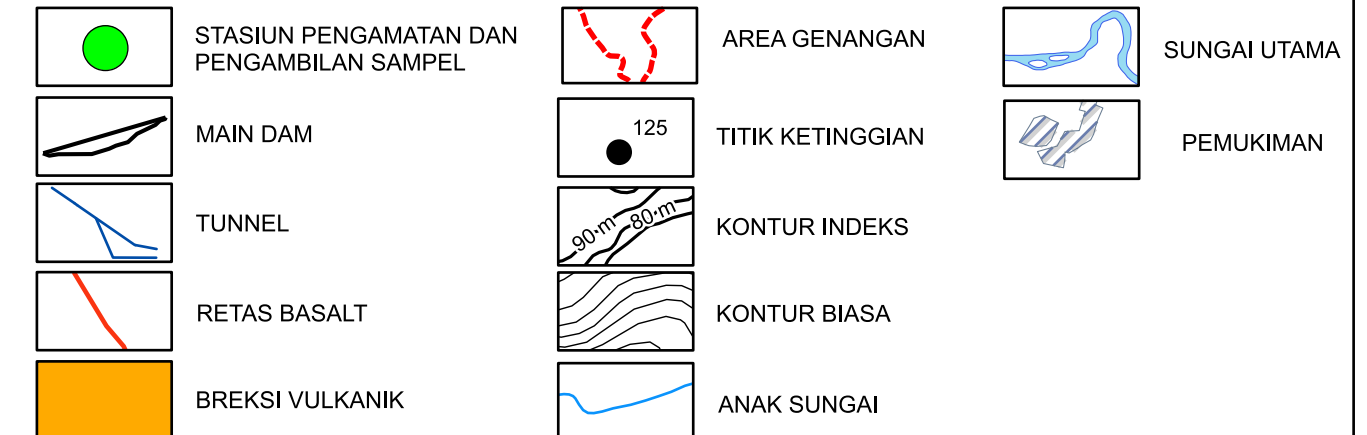 STASIUN PENGAMATAN DAN
PENGAMBILAN SAMPEL
MAIN DAM
TUNNEL
RETAS BASALT
BREKSI VULKANIK
AREA GENANGAN
125
TITIK KETINGGIAN
90-m 80-m
KONTUR INDEKS
KONTUR BIASA
ANAK SUNGAI
SUNGAI UTAMA
PEMUKIMAN